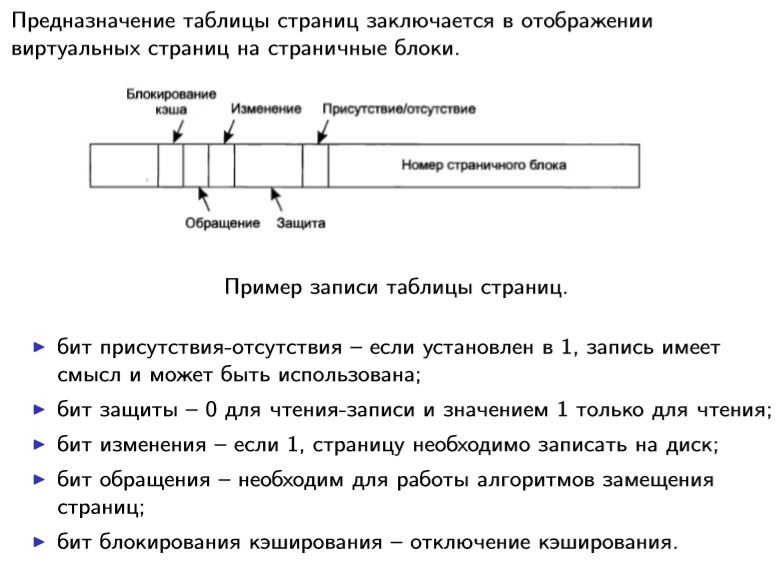 Предназначение таблицы страниц заключается в отображении
виртуальных страниц на страничные блоки.
Блокирование
кэша
Изменение
Присутствие/отсутствие
Номер страничного блока
Обращение
Защита
Пример записи таблицы страниц.
бит присутствия-отсутствия – если установлен в 1, запись имеет
смысл и может быть использована;
бит защиты – 0 для чтения-записи и значением 1 только для чтения;
бит изменения – если 1, страницу необходимо записать на диск;
бит обращения – необходим для работы алгоритмов замещения
страниц;
бит блокирования кэширования – отключение кэширования.